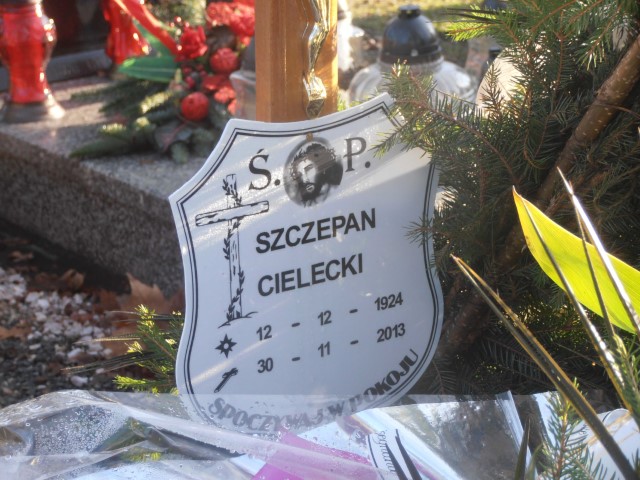 Ś. P.
SZCZEPAN
CIELECKI
12 - 12 - 1924
30 - 11 - 2013
SPOCZYWAJ W POKOJU